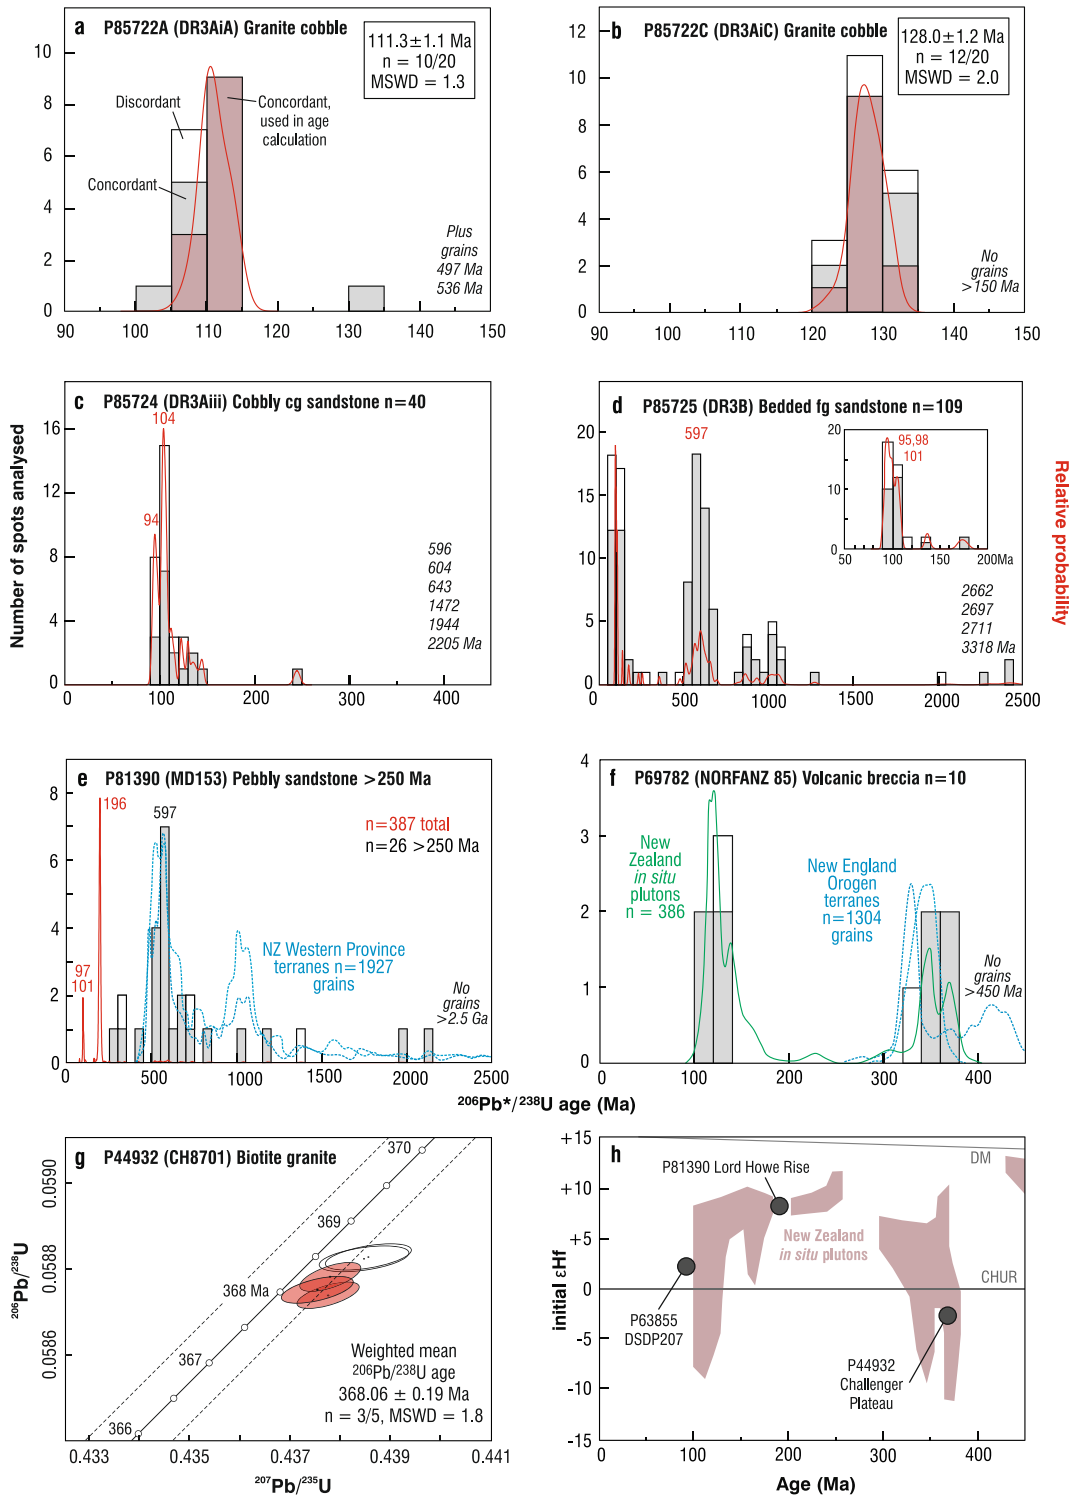 a P85722A (DR3AiA) Granite cobble
111.3±1.1 Ma
n = 10/20
MSWD = 1.3
Discordant
Concordant,
used in age
calculation
Concordant
Plus
grains
497 Ma
536 Ma
10
8
6
4
2
0
90 100 110 120 130 140 150
b P85722C (DR3AiC) Granite cobble
128.0±1.2 Ma
n = 12/20
MSWD = 2.0
No
grains
>150 Ma
12
10
8
6
4
2
0
90 100 110 120 130 140 150
c P85724 (DR3Aiii) Cobbly cg sandstone n=40
104
94
596
604
643
1472
1944
2205 Ma
16
12
8
4
0
0 100 200 300 400
Number of spots analysed
d P85725 (DR3B) Bedded fg sandstone n=109
597
20
15
10
5
0
0 500 1000 1500 2000 2500
20
10
0
95,98
101
50 100 150 200Ma
2662
2697
2711
3318 Ma
Relative probability
e P81390 (MD153) Pebbly sandstone >250 Ma
196
597
n=387 total
n=26 >250 Ma
97
101
NZ Western Province
terranes n=1927
grains
No
grains
>2.5 Ga
8
6
4
2
0
0 500 1000 1500 2000 2500
f P69782 (NORFANZ 85) Volcanic breccia n=10
New
Zealand
in situ
plutons
n = 386
New England
Orogen
terranes
n=1304
grains
No
grains
>450 Ma
4
3
2
1
0
0 100 200 300 400
²⁰⁶Pb*/²³⁸U age (Ma)
g P44932 (CH8701) Biotite granite
370
369
368 Ma
367
366
Weighted mean
²⁰⁶Pb/²³⁸U age
368.06 ± 0.19 Ma
n = 3/5, MSWD = 1.8
0.0590
0.0588
0.0586
²⁰⁶Pb/²³⁸U
0.433 0.435 0.437 0.439 0.441
²⁰⁷Pb/²³⁵U
h
+15
+10
+5
0
-5
-10
-15
initial εHf
P81390 Lord Howe Rise
DM
New Zealand
in situ plutons
CHUR
P63855
DSDP207
P44932
Challenger
Plateau
0 100 200 300 400
Age (Ma)